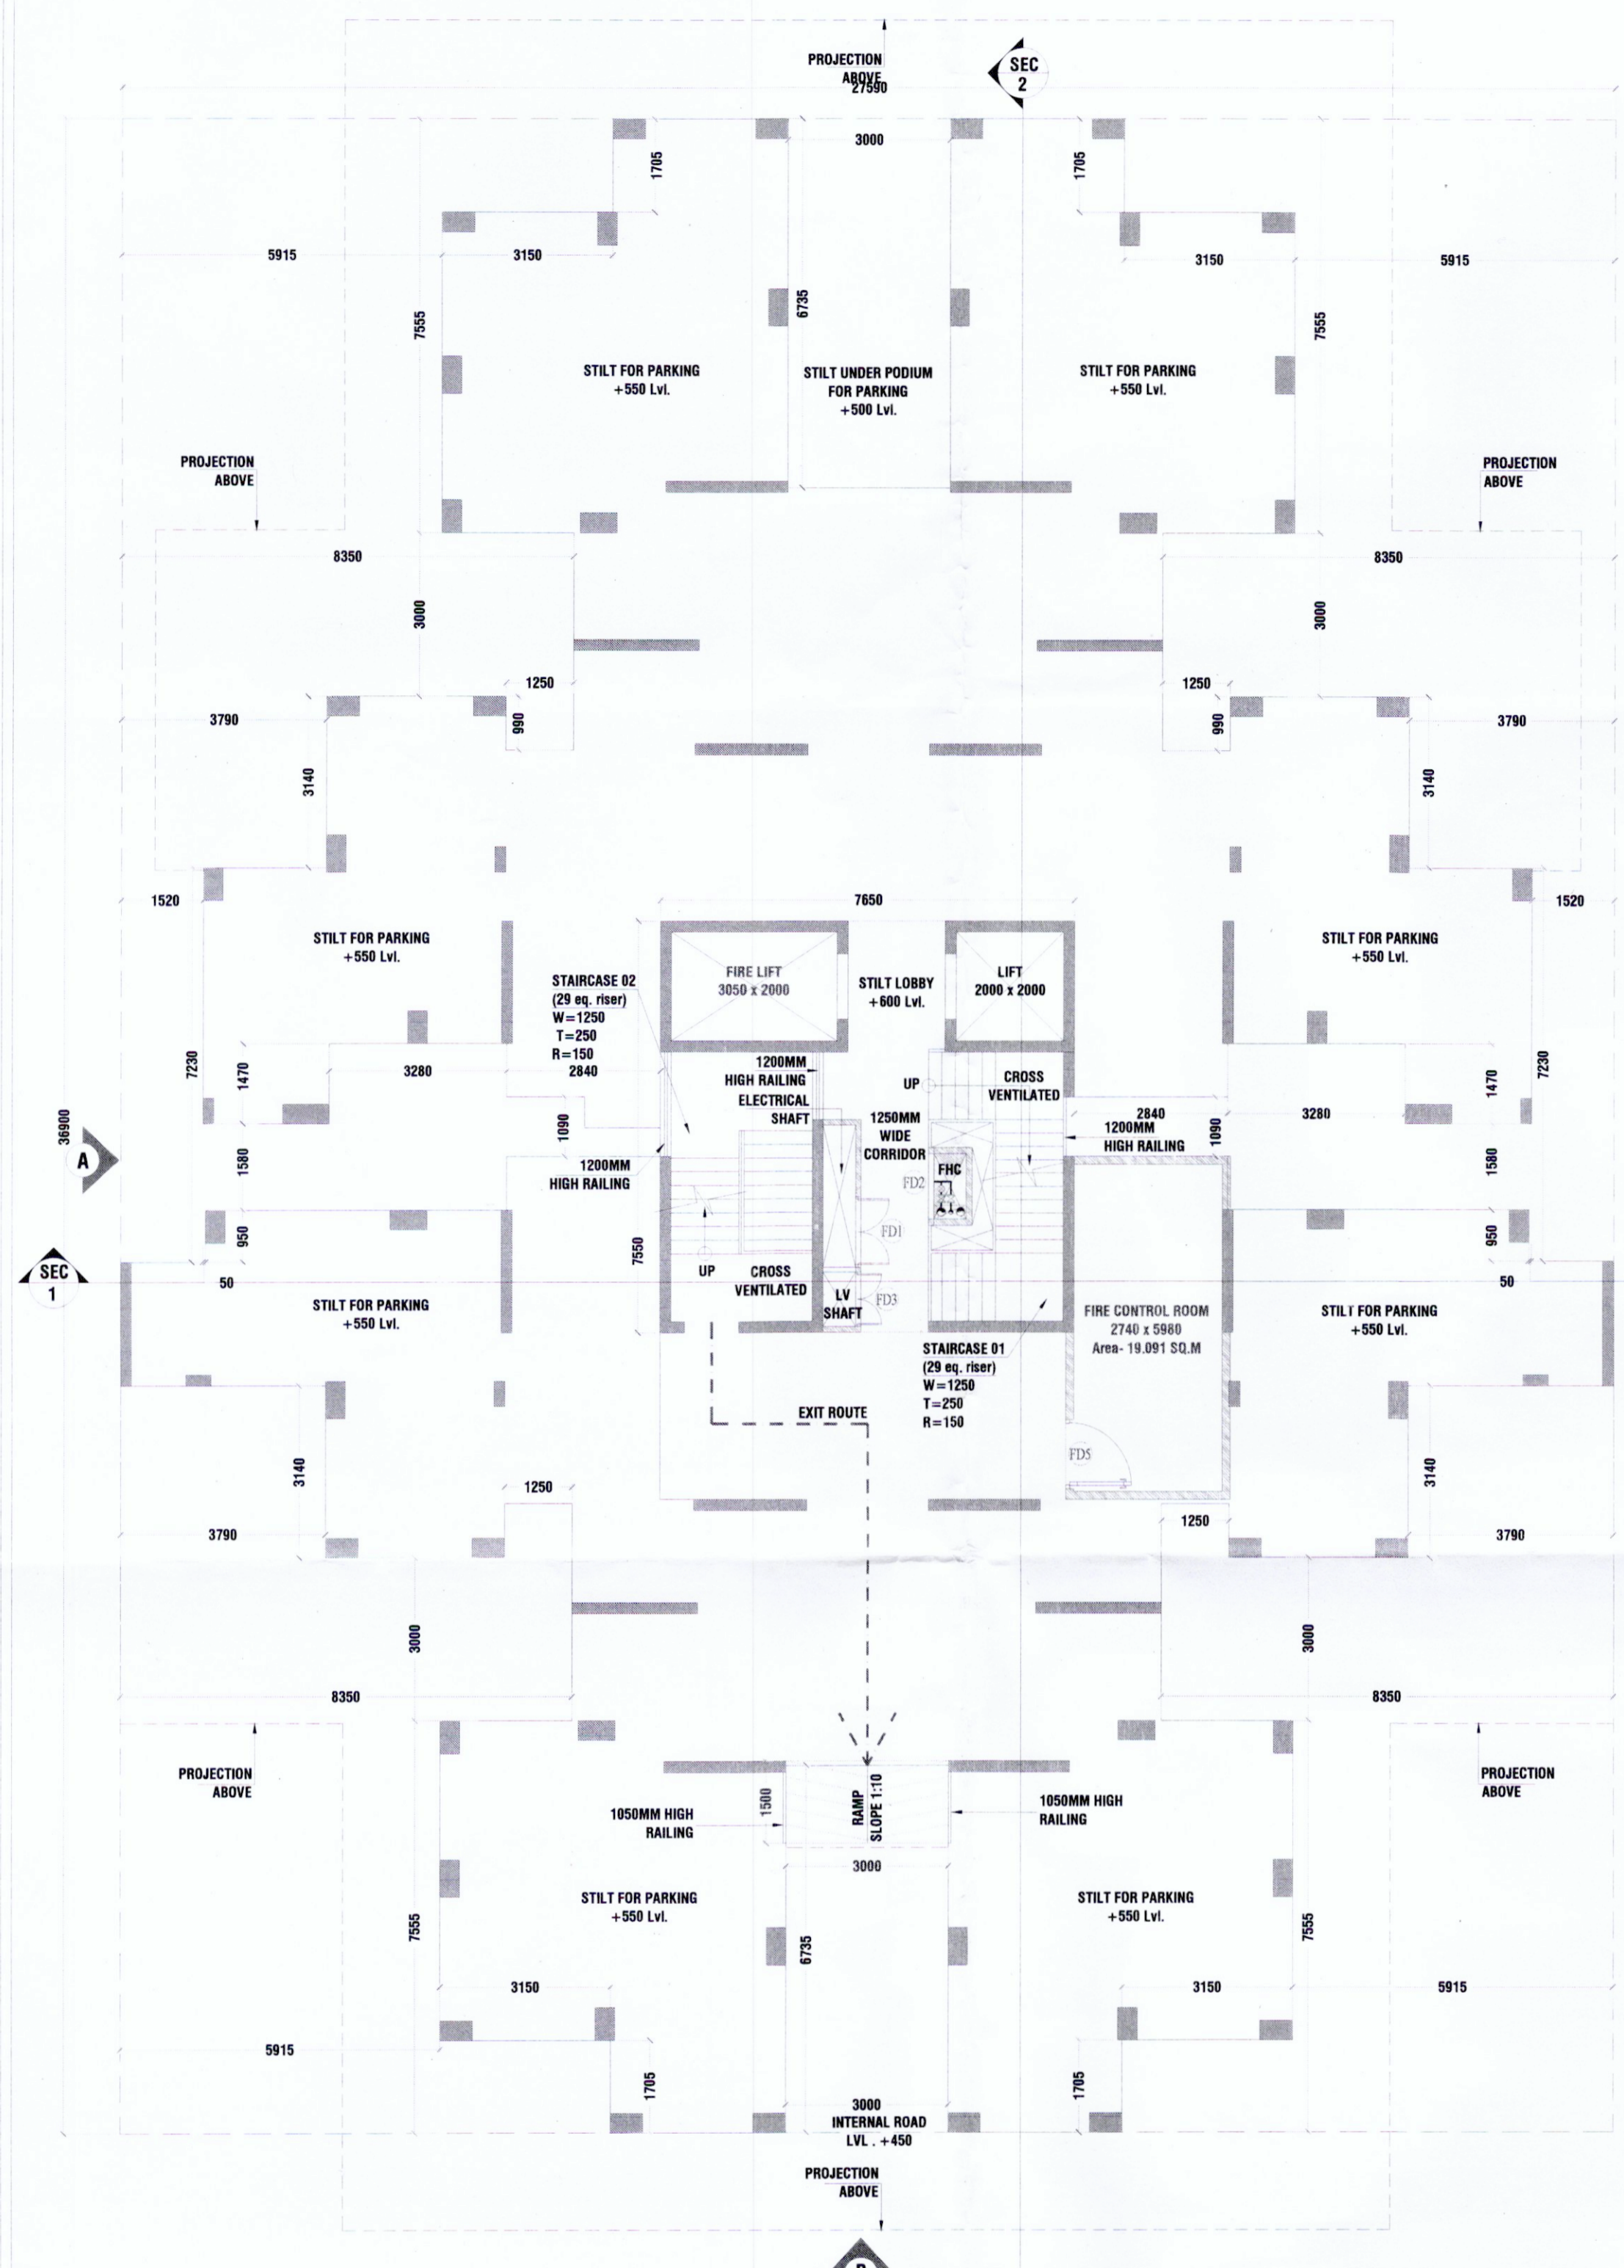 PROJECTION
ABOVE
SEC
2
27590
3000
1705
1705
5915
3150
3150
5915
7555
6735
7555
STILT FOR PARKING
+550 Lvl.
STILT UNDER PODIUM
FOR PARKING
+500 Lvl.
STILT FOR PARKING
+550 Lvl.
PROJECTION
ABOVE
PROJECTION
ABOVE
8350
8350
3000
3000
1250
1250
3790
990
990
3790
3140
3140
1520
7650
1520
STILT FOR PARKING
+550 Lvl.
STILT FOR PARKING
+550 Lvl.
FIRE LIFT
3050 x 2000
STILT LOBBY
+600 Lvl.
LIFT
2000 x 2000
STAIRCASE 02
(29 eq. riser)
W=1250
T=250
R=150
7230
1470
3280
2840
1200MM
HIGH RAILING
UP
CROSS
VENTILATED
1470
7230
ELECTRICAL
SHAFT
1250MM
WIDE
CORRIDOR
2840
3280
36900
A
1090
1200MM
HIGH RAILING
1090
1580
1200MM
HIGH RAILING
FHC
FD2
1580
950
7550
FD1
950
SEC
1
50
UP
CROSS
VENTILATED
50
LV
SHAFT
FD3
STILT FOR PARKING
+550 Lvl.
FIRE CONTROL ROOM
2740 x 5980
Area- 19.091 SQ.M
STILT FOR PARKING
+550 Lvl.
STAIRCASE 01
(29 eq. riser)
W=1250
T=250
R=150
EXIT ROUTE
FD5
3140
3140
1250
1250
3790
3790
3000
3000
8350
8350
PROJECTION
ABOVE
PROJECTION
ABOVE
1050MM HIGH
RAILING
1500
RAMP
SLOPE 1:10
1050MM HIGH
RAILING
3000
STILT FOR PARKING
+550 Lvl.
STILT FOR PARKING
+550 Lvl.
7555
6735
7555
3150
3150
5915
5915
1705
1705
3000
INTERNAL ROAD
LVL . +450
PROJECTION
ABOVE